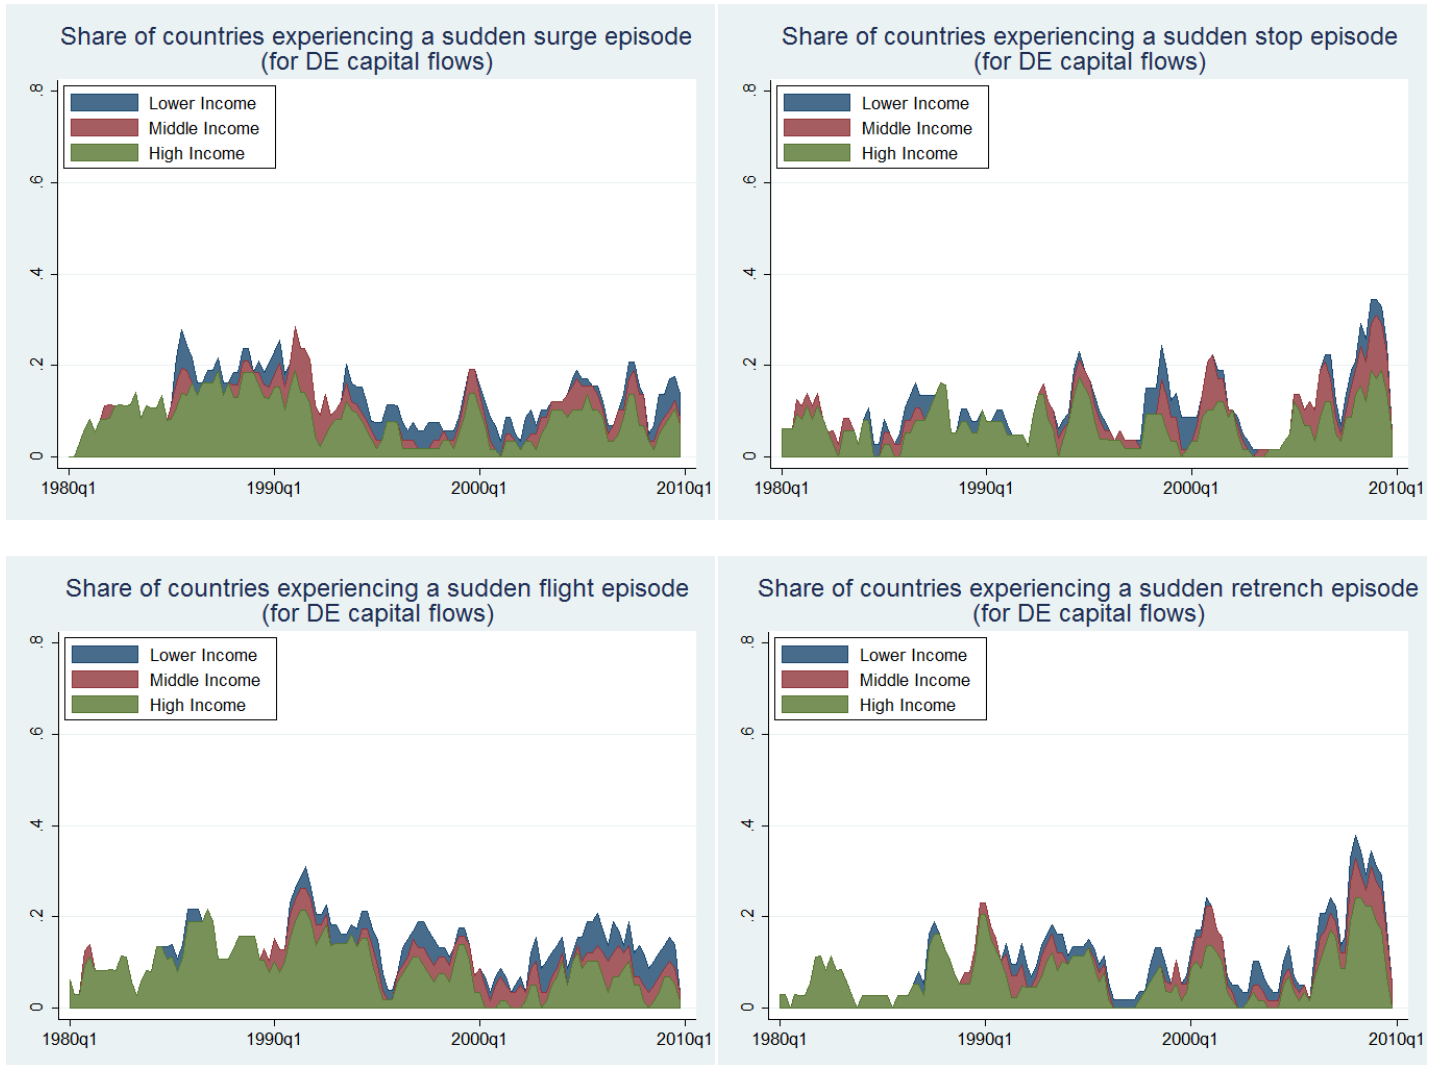 Share of countries experiencing a sudden surge episode
(for DE capital flows)
.8
Lower Income
Middle Income
High Income
.6
.4
.2
0
1980q1
1990q1
2000q1
2010q1
Share of countries experiencing a sudden stop episode
(for DE capital flows)
.8
Lower Income
Middle Income
High Income
.6
.4
.2
0
1980q1
1990q1
2000q1
2010q1
Share of countries experiencing a sudden flight episode
(for DE capital flows)
.8
Lower Income
Middle Income
High Income
.6
.4
.2
0
1980q1
1990q1
2000q1
2010q1
Share of countries experiencing a sudden retrench episode
(for DE capital flows)
.8
Lower Income
Middle Income
High Income
.6
.4
.2
0
1980q1
1990q1
2000q1
2010q1